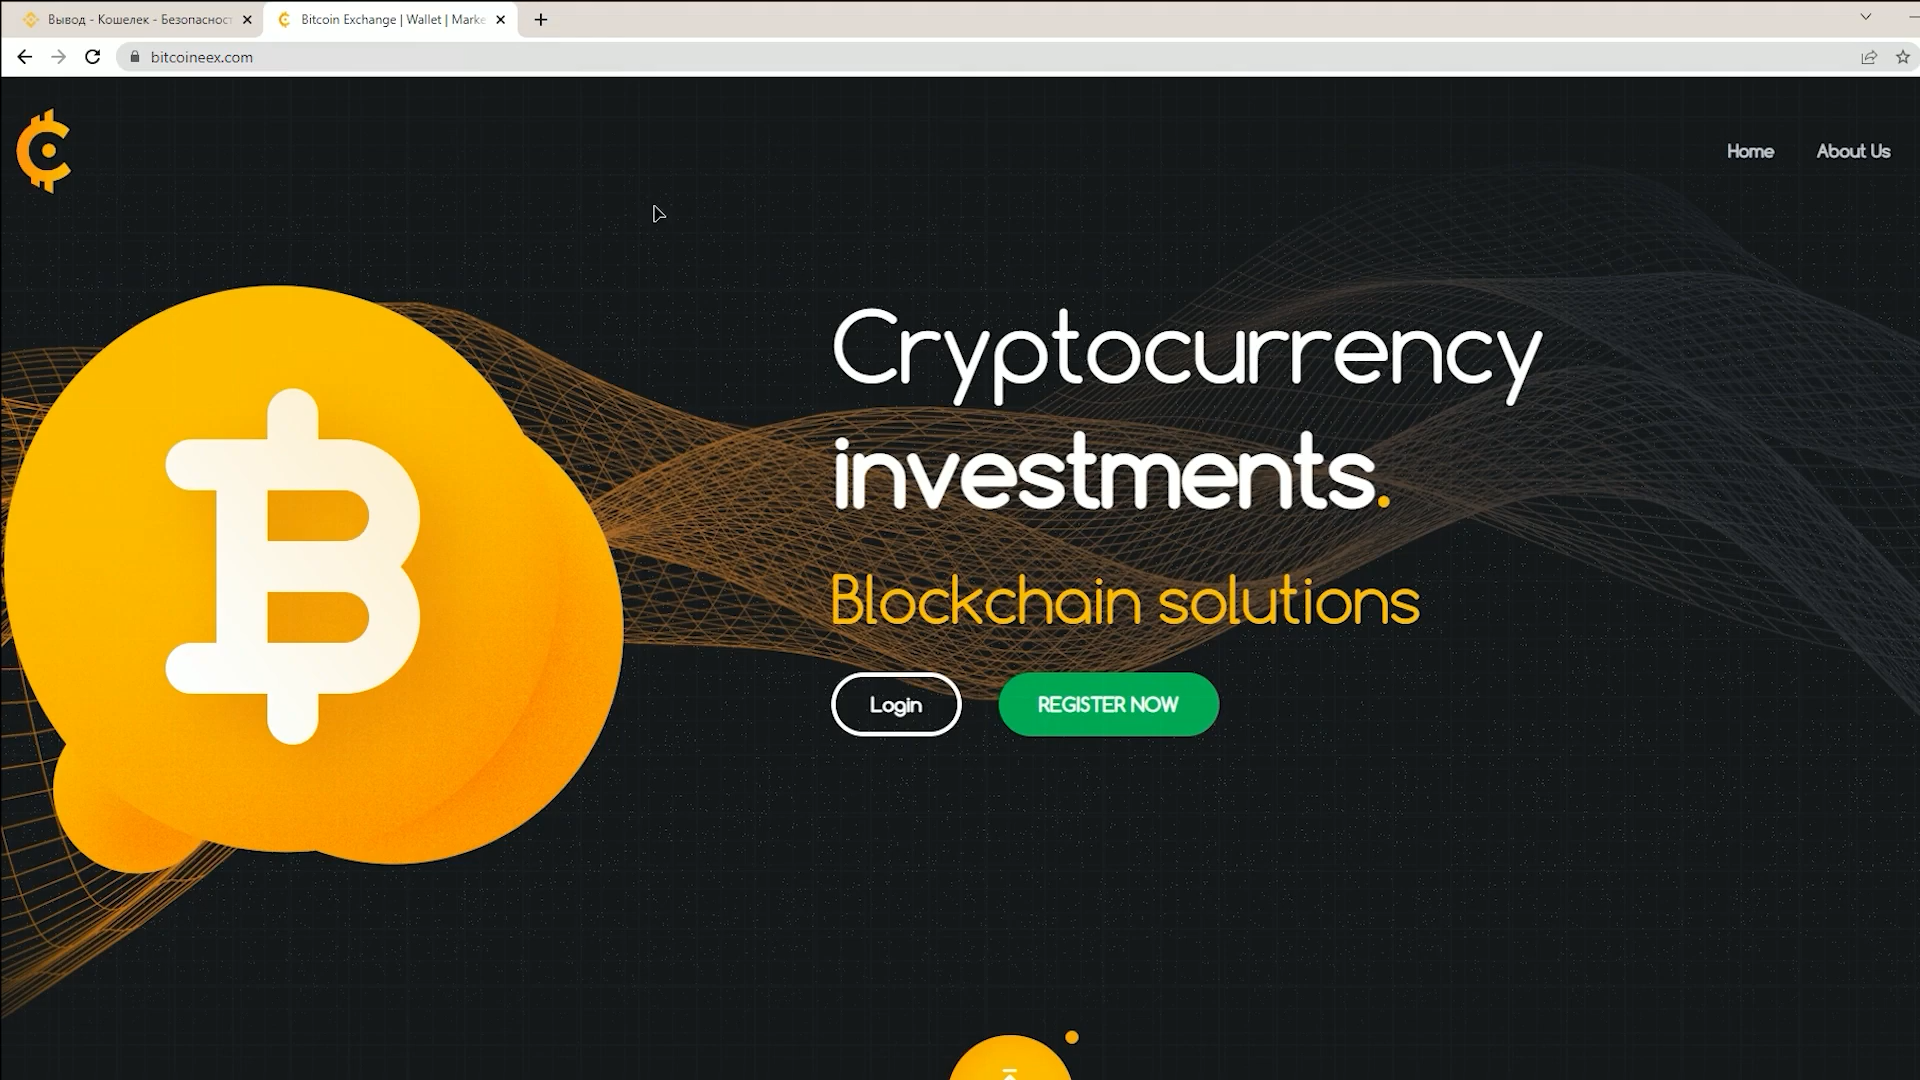 Вывод - Кошелек - Безопасност
Bitcoin Exchange | Wallet | Marke
bitcoineex.com
Home About Us
Cryptocurrency
investments.
Blockchain solutions
Login REGISTER NOW